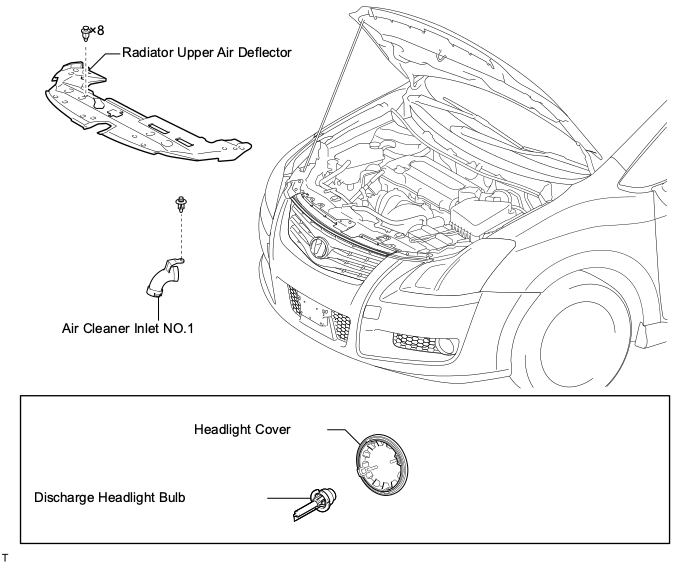 ×8
Radiator Upper Air Deflector
Air Cleaner Inlet NO.1
Headlight Cover
Discharge Headlight Bulb
T